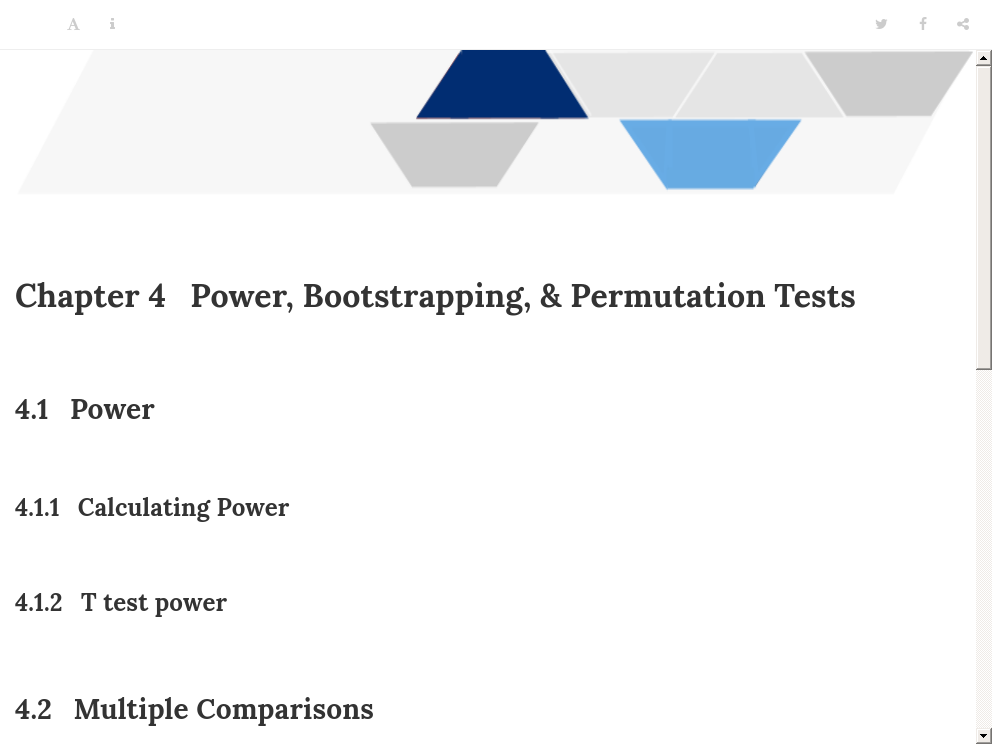 A i
Chapter 4 Power, Bootstrapping, & Permutation Tests
4.1 Power
4.1.1 Calculating Power
4.1.2 T test power
4.2 Multiple Comparisons